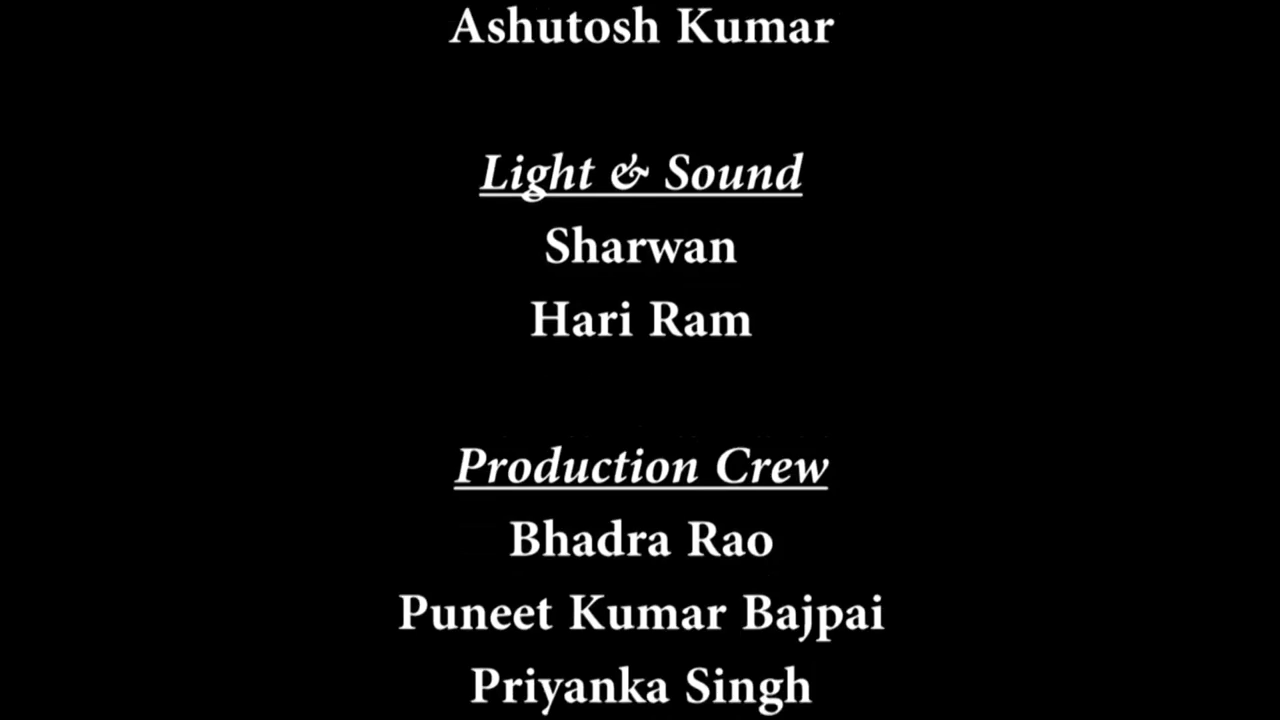 Ashutosh Kumar
Light & Sound
Sharwan
Hari Ram
Production Crew
Bhadra Rao
Puneet Kumar Bajpai
Priyanka Singh